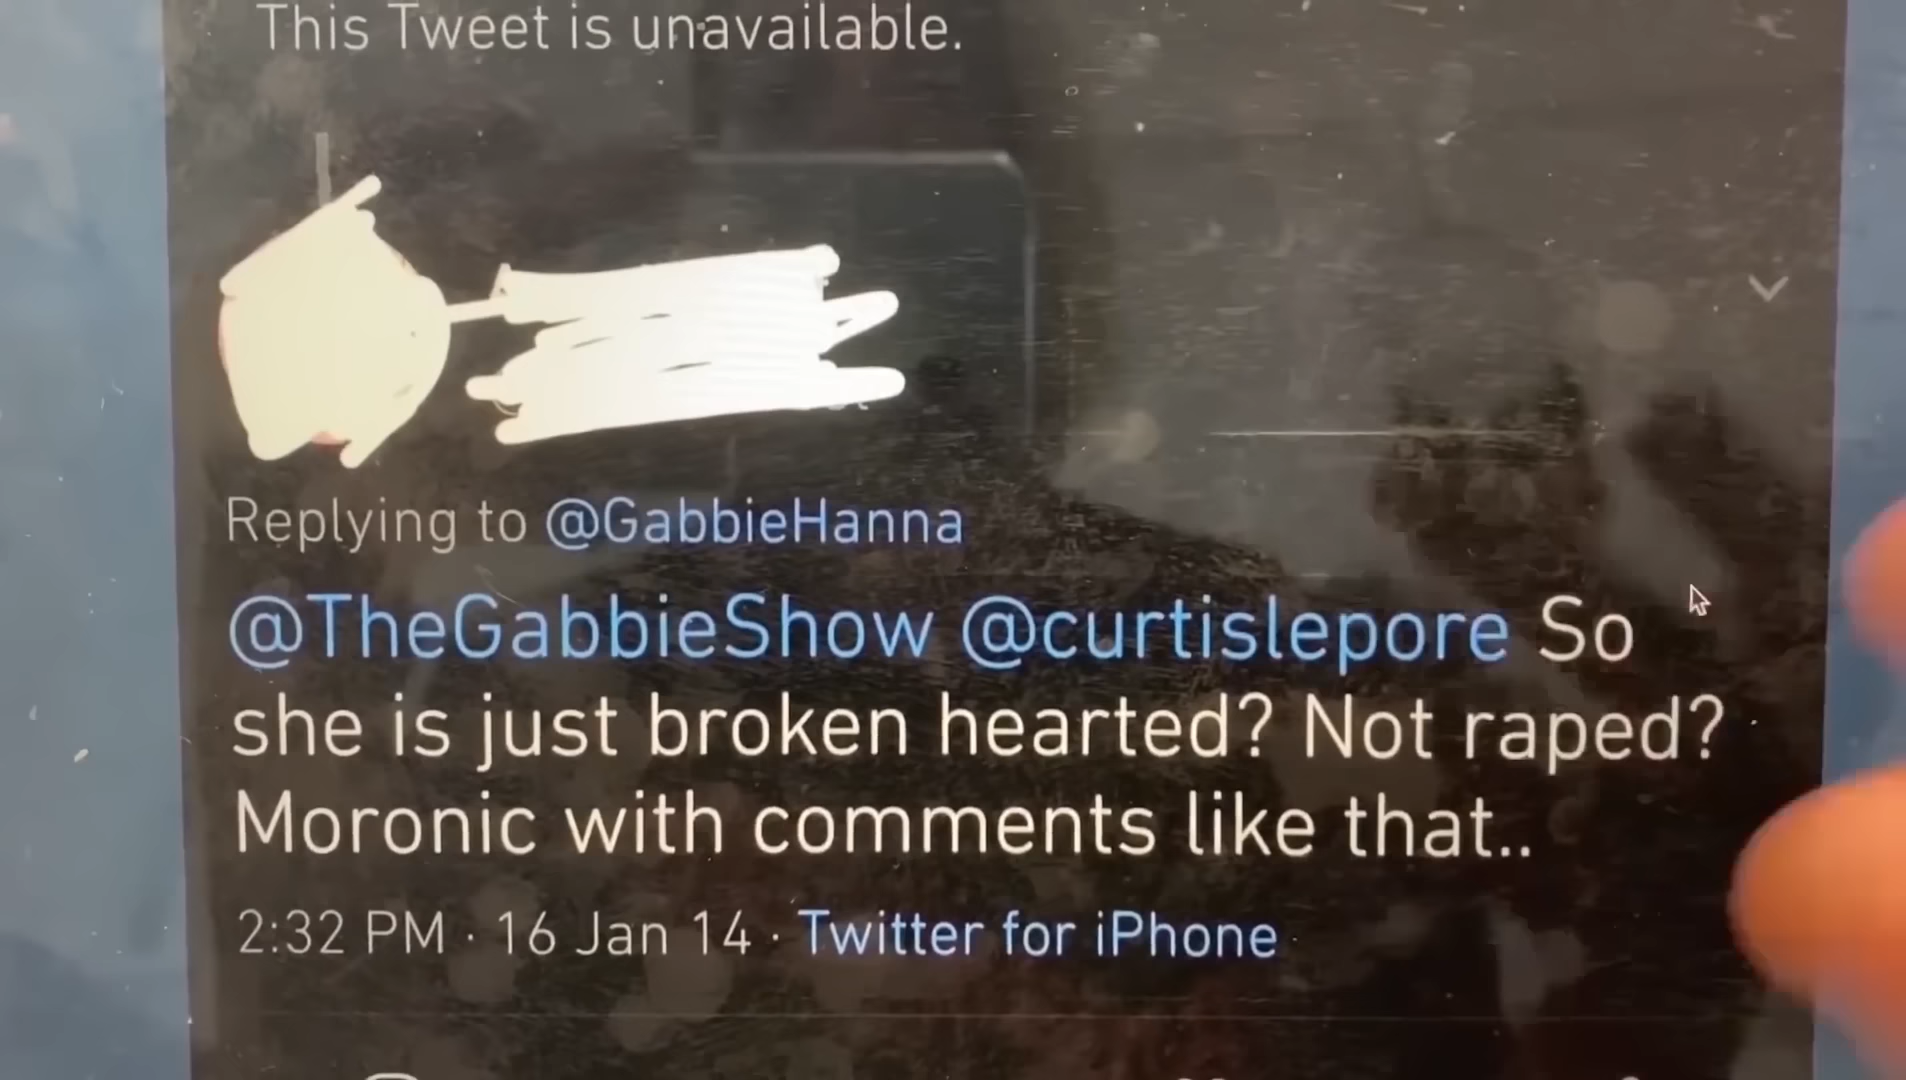 This Tweet is unavailable.
Replying to @GabbieHanna
@TheGabbieShow @curtislepore So
she is just broken hearted? Not raped?
Moronic with comments like that..
2:32 PM · 16 Jan 14 · Twitter for iPhone